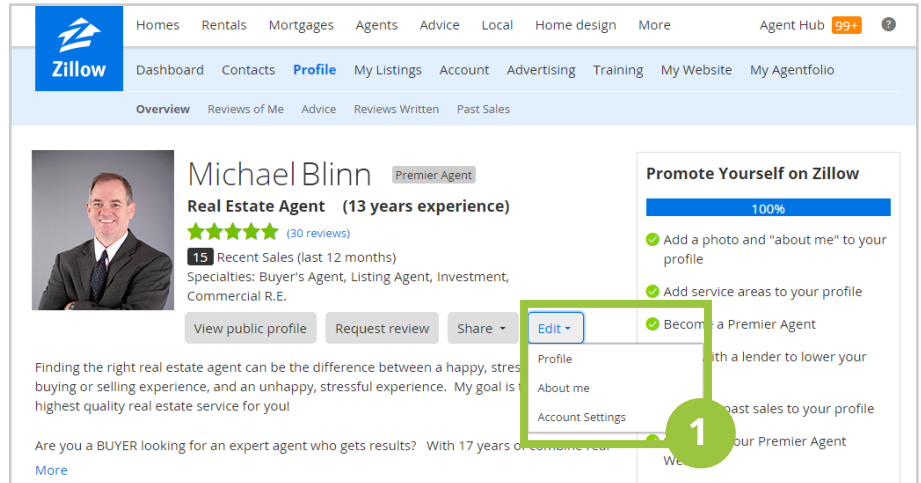 Homes Rentals Mortgages Agents Advice Local Home design More Agent Hub 99+ ?
Zillow
Dashboard Contacts Profile My Listings Account Advertising Training My Website My Agentfolio
Overview Reviews of Me Advice Reviews Written Past Sales
Michael Blinn Premier Agent
Real Estate Agent (13 years experience)
(30 reviews)
15 Recent Sales (last 12 months)
Specialties: Buyer's Agent, Listing Agent, Investment,
Commercial R.E.
View public profile Request review Share Edit
Profile
About me
Account Settings
1
Finding the right real estate agent can be the difference between a happy,
buying or selling experience, and an unhappy, stressful experience. My goal is
highest quality real estate service for you!
Are you a BUYER looking for an expert agent who gets results? With 17 years of combine real
More
Promote Yourself on Zillow
100%
Add a photo and "about me" to your
profile
Add service areas to your profile
Become a Premier Agent
with a lender to lower your
past sales to your profile
your Premier Agent